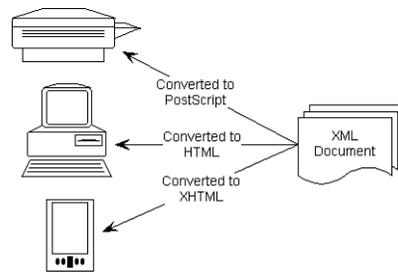 Converted to
PostScript
Converted to
HTML
Converted to
XHTML
XML
Document